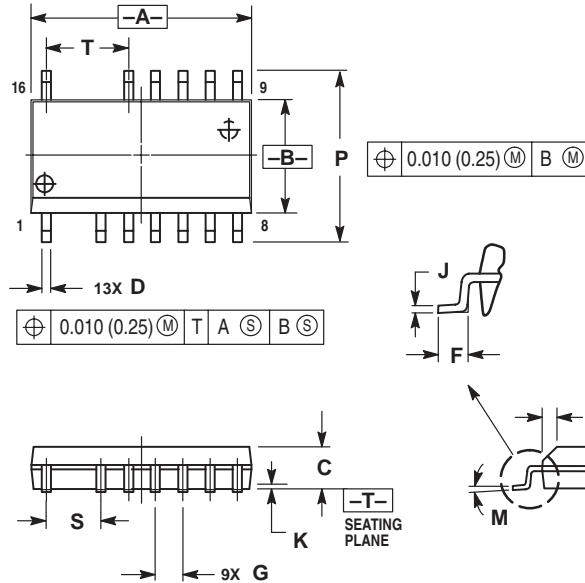 –A–
T
16
9
–B–
P
⌖ 0.010 (0.25) Ⓜ B Ⓜ
1
8
13X D
J
⌖ 0.010 (0.25) Ⓜ T A Ⓢ B Ⓢ
F
C
–T–
SEATING
PLANE
S
K
M
9X G